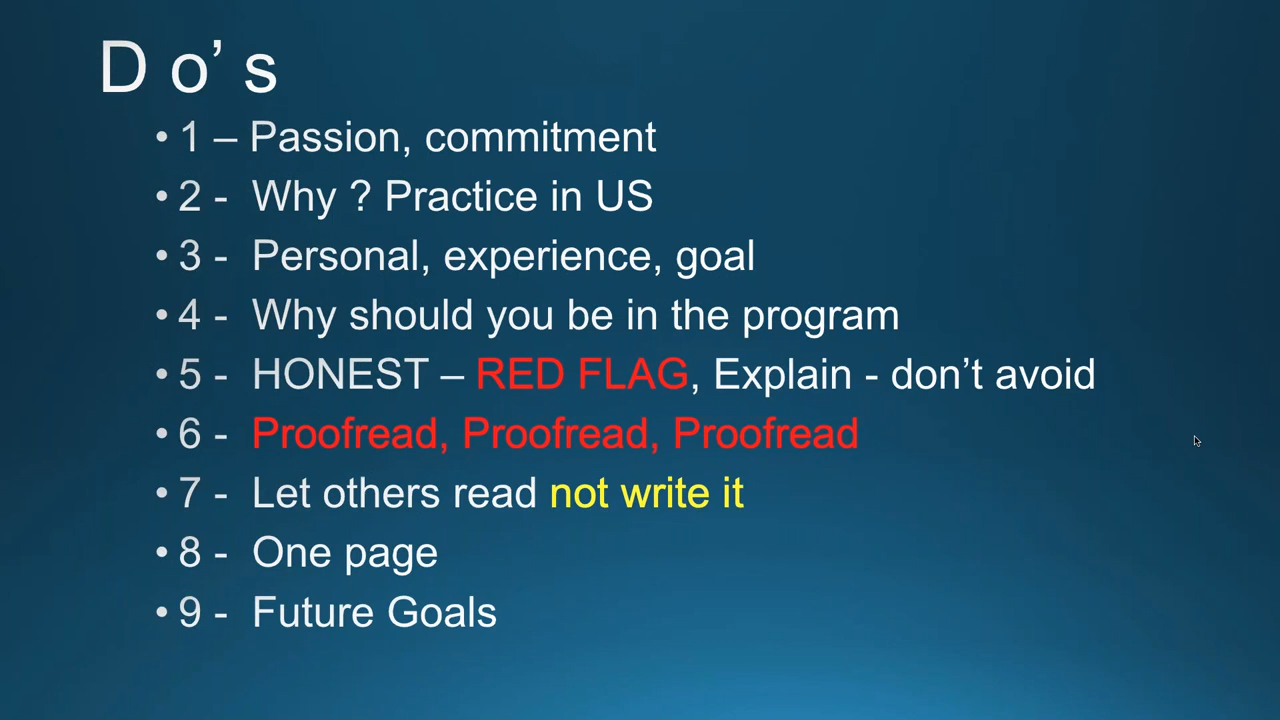 D o’ s
• 1 – Passion, commitment
• 2 - Why ? Practice in US
• 3 - Personal, experience, goal
• 4 - Why should you be in the program
• 5 - HONEST – RED FLAG, Explain - don’t avoid
• 6 - Proofread, Proofread, Proofread
• 7 - Let others read not write it
• 8 - One page
• 9 - Future Goals